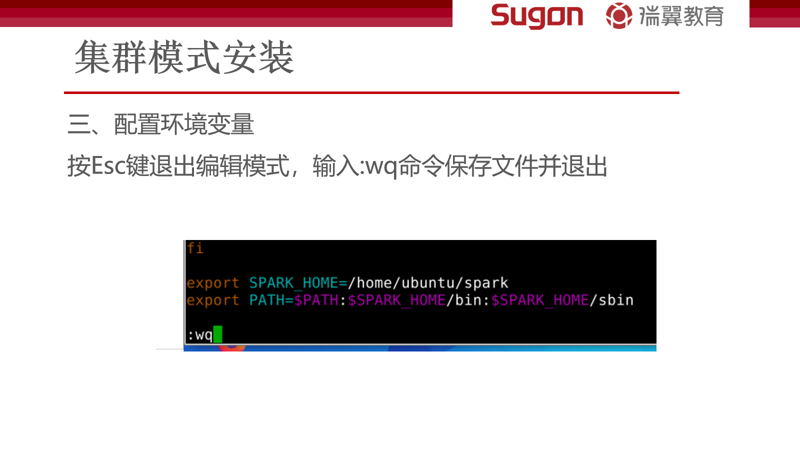 Sugon 瑞翼教育
集群模式安装
三、配置环境变量
按Esc键退出编辑模式，输入:wq命令保存文件并退出
fi
export SPARK_HOME=/home/ubuntu/spark
export PATH=$PATH:$SPARK_HOME/bin:$SPARK_HOME/sbin
:wq